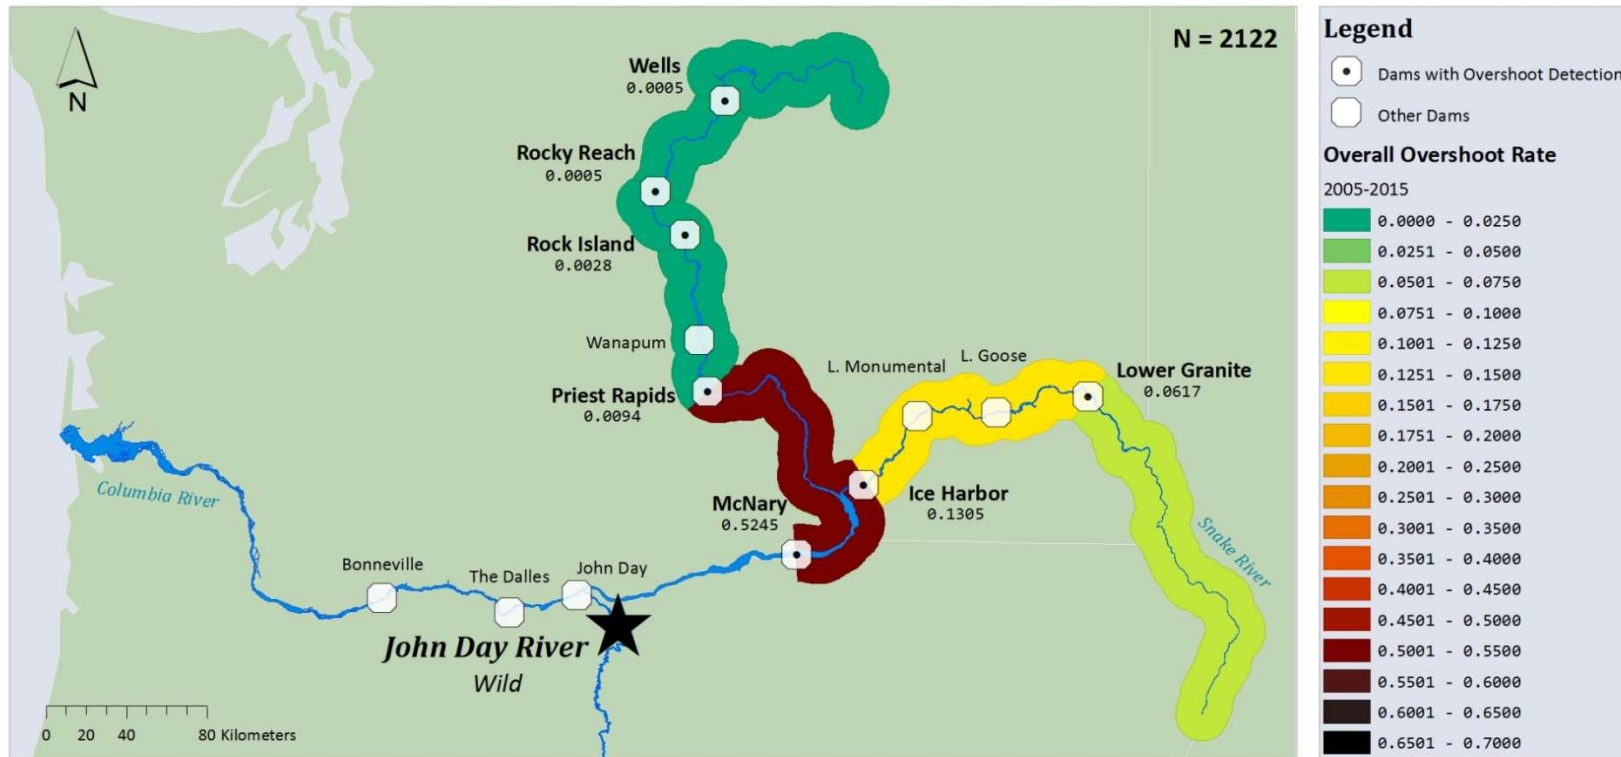 N = 2122
N
Wells
0.0005
Rocky Reach
0.0005
Rock Island
0.0028
Wanapum
Priest Rapids
0.0094
L. Monumental
L. Goose
Lower Granite
0.0617
Ice Harbor
0.1305
McNary
0.5245
Columbia River
Snake River
Bonneville
The Dalles
John Day
John Day River
Wild
0 20 40 80 Kilometers
Legend
Dams with Overshoot Detection
Other Dams
Overall Overshoot Rate
2005-2015
0.0000 - 0.0250
0.0251 - 0.0500
0.0501 - 0.0750
0.0751 - 0.1000
0.1001 - 0.1250
0.1251 - 0.1500
0.1501 - 0.1750
0.1751 - 0.2000
0.2001 - 0.2500
0.2501 - 0.3000
0.3001 - 0.3500
0.3501 - 0.4000
0.4001 - 0.4500
0.4501 - 0.5000
0.5001 - 0.5500
0.5501 - 0.6000
0.6001 - 0.6500
0.6501 - 0.7000